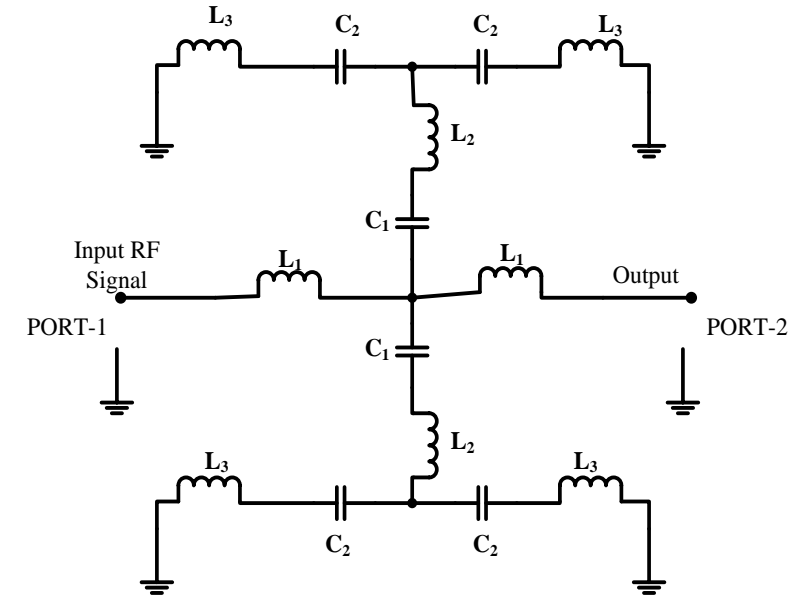 L₃
C₂
C₂
L₃
L₂
C₁
Input RF
Signal
L₁
L₁
Output
PORT-1
PORT-2
C₁
L₂
L₃
L₃
C₂
C₂